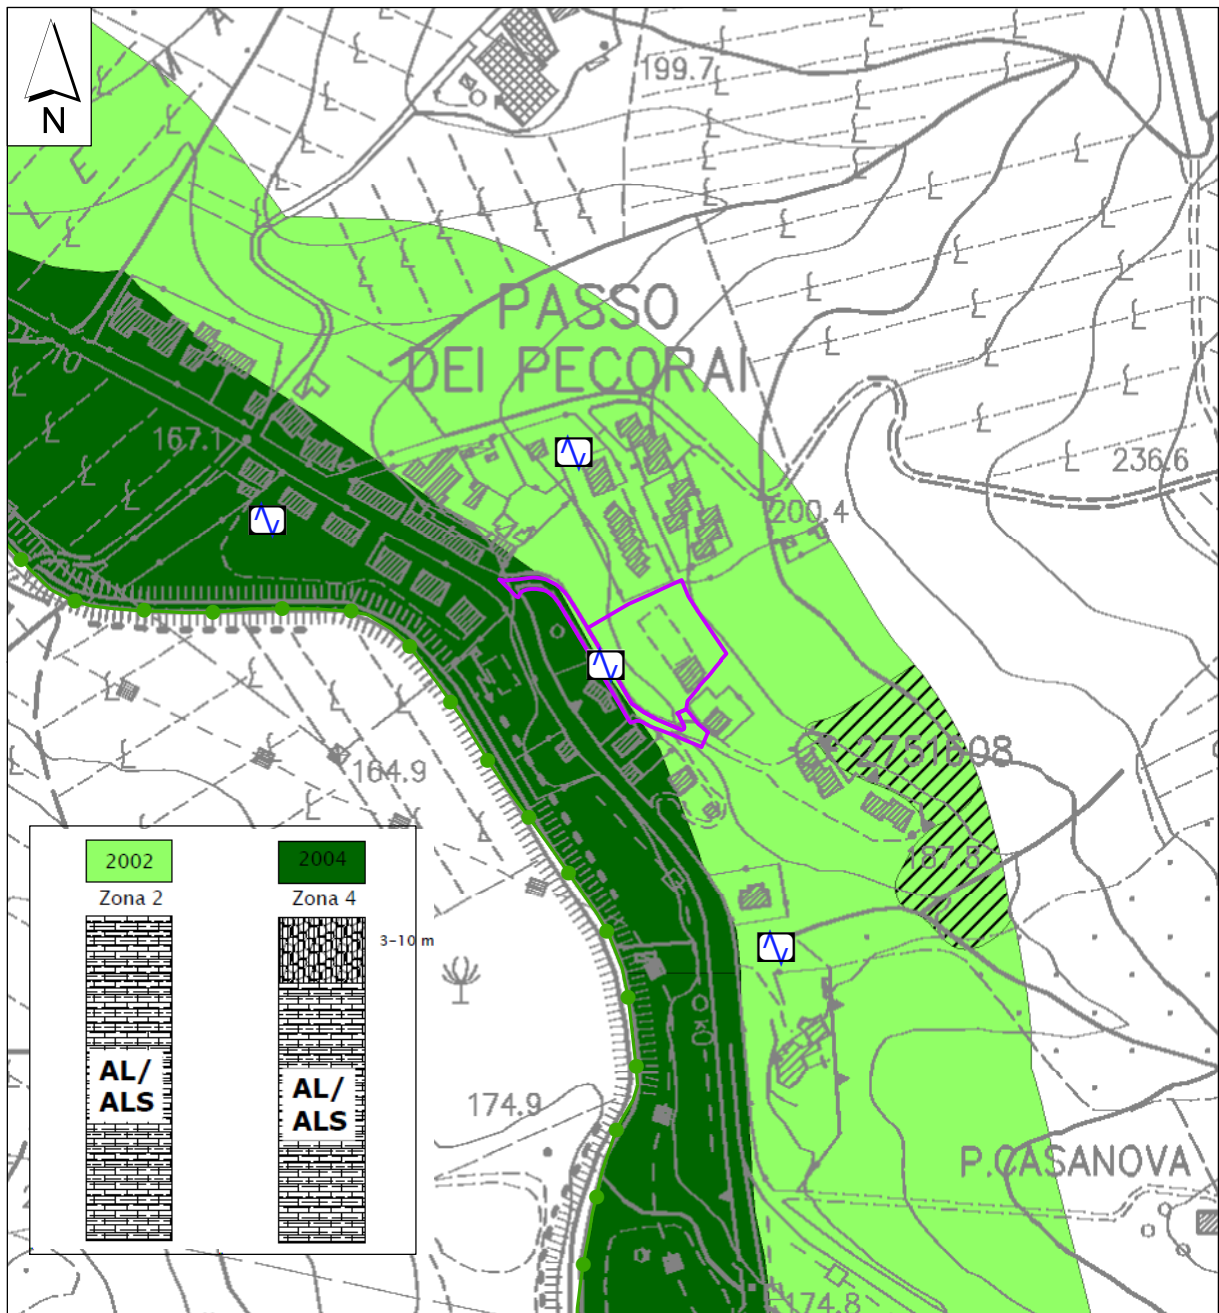 N
199.7
PASSO
DEI PECORAI
167.1
236.6
200.4
2751b08
164.9
187.5
2002
2004
Zona 2
Zona 4
3-10 m
AL/
ALS
AL/
ALS
174.9
P.CASANOVA
174.8